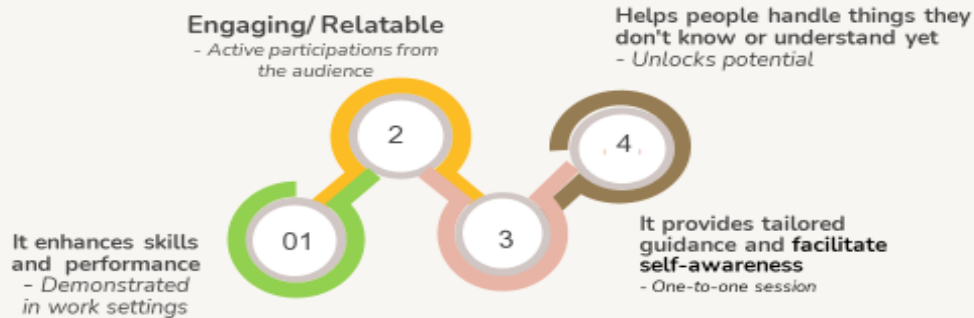 Engaging/ Relatable
- Active participations from
the audience
Helps people handle things they
don't know or understand yet
- Unlocks potential
2
4
01
3
It enhances skills
and performance
- Demonstrated
in work settings
It provides tailored
guidance and facilitate
self-awareness
- One-to-one session